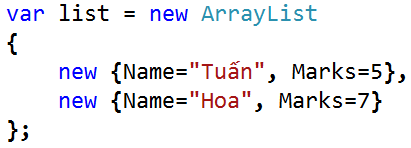 var list = new ArrayList
{
    new {Name="Tuấn", Marks=5},
    new {Name="Hoa", Marks=7}
};